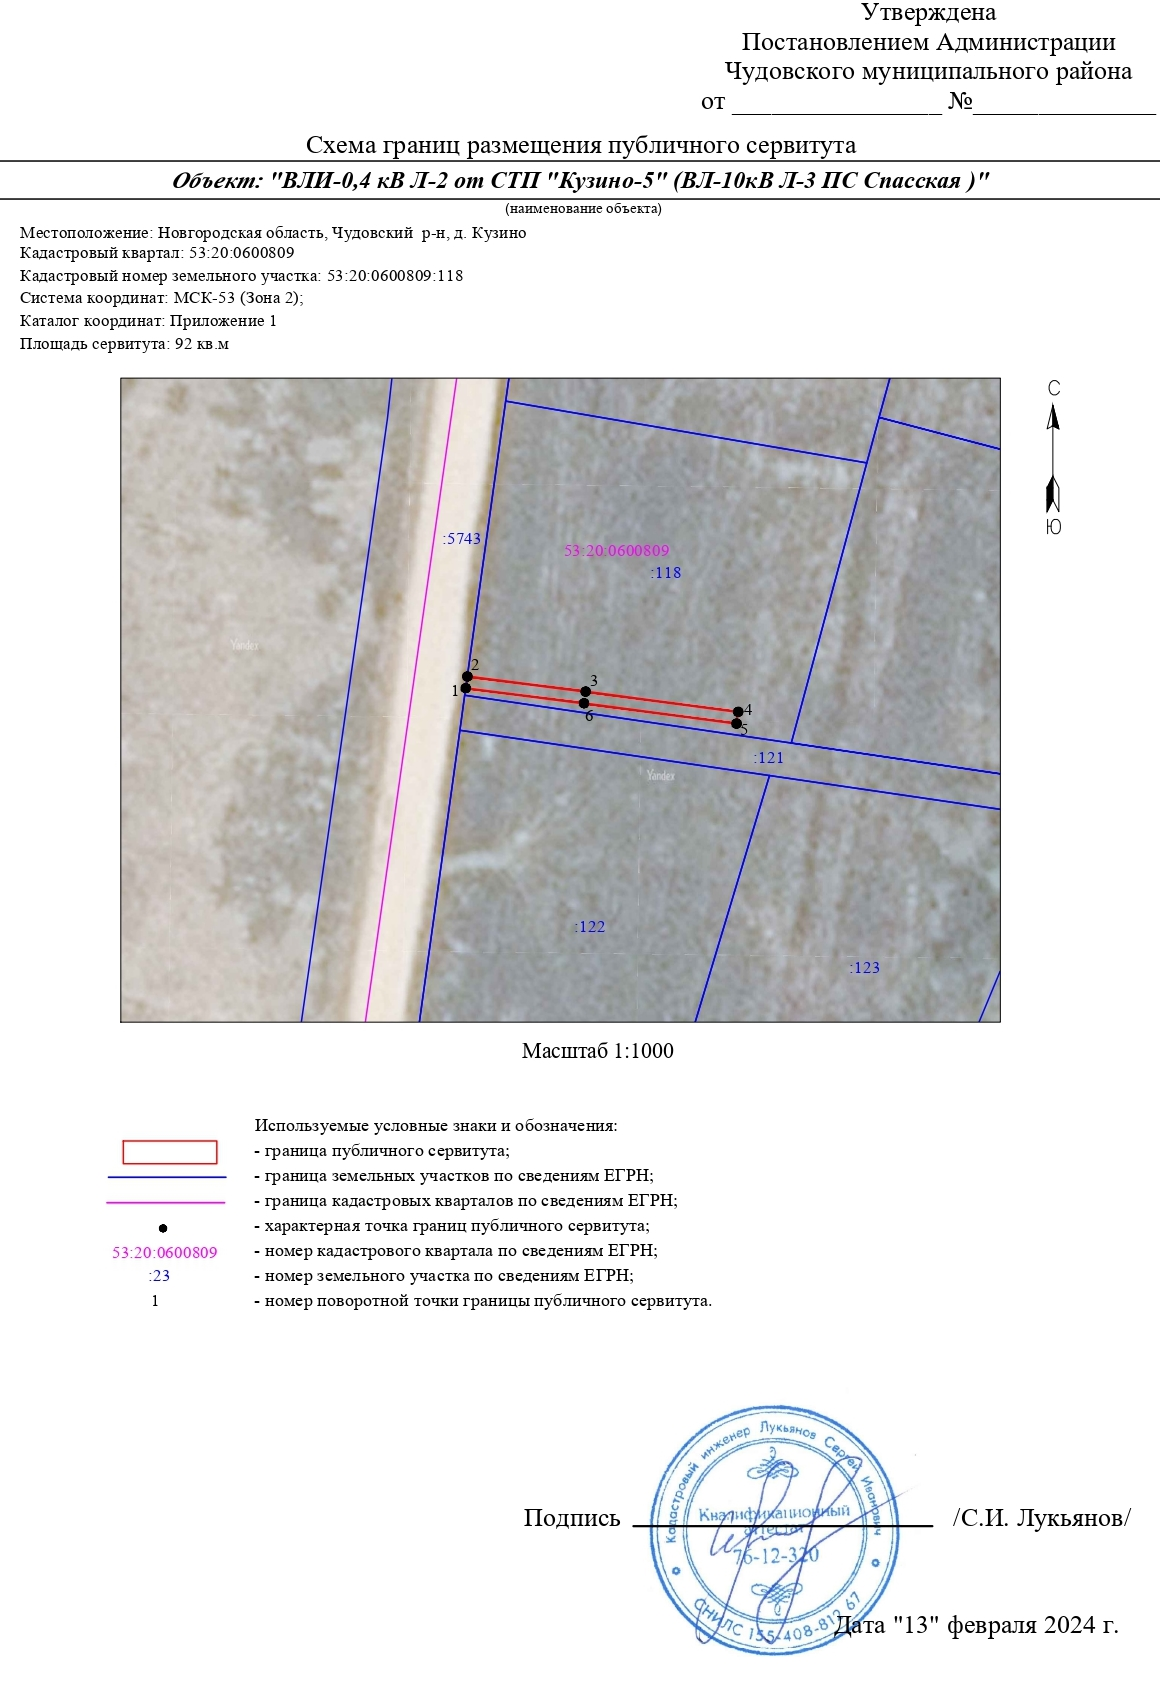 Утверждена
Постановлением Администрации
Чудовского муниципального района
от ________________ №______________
Схема границ размещения публичного сервитута
Объект: "ВЛИ-0,4 кВ Л-2 от СТП "Кузино-5" (ВЛ-10кВ Л-3 ПС Спасская )"
(наименование объекта)
Местоположение: Новгородская область, Чудовский р-н, д. Кузино
Кадастровый квартал: 53:20:0600809
Кадастровый номер земельного участка: 53:20:0600809:118
Система координат: МСК-53 (Зона 2);
Каталог координат: Приложение 1
Площадь сервитута: 92 кв.м
С
Ю
:5743
53:20:0600809
:118
Yandex
2
1
3
6
4
5
:121
Yandex
:122
:123
Масштаб 1:1000
Используемые условные знаки и обозначения:
- граница публичного сервитута;
- граница земельных участков по сведениям ЕГРН;
- граница кадастровых кварталов по сведениям ЕГРН;
- характерная точка границ публичного сервитута;
53:20:0600809 - номер кадастрового квартала по сведениям ЕГРН;
:23 - номер земельного участка по сведениям ЕГРН;
1 - номер поворотной точки границы публичного сервитута.
Кадастровый инженер Лукьянов Сергей Иванович
Квалификационный
аттестат
76-12-320
СНИЛС 155-408-812 67
Подпись /С.И. Лукьянов/
Дата "13" февраля 2024 г.